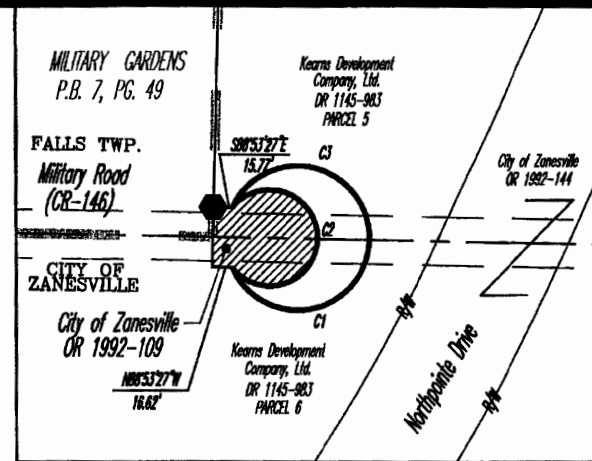 MILITARY GARDENS
P.B. 7, PG. 49
Kearns Development
Company, Ltd.
DR 1145-983
PARCEL 5
FALLS TWP.
Military Road
(CR-146)
S88°53'27"E
15.77'
C3
City of Zanesville
OR 1992-144
C2
CITY OF
ZANESVILLE
City of Zanesville
OR 1992-109
C1
R/W
N88°53'27"W
16.62'
Kearns Development
Company, Ltd.
DR 1145-983
PARCEL 6
Northpointe Drive
R/W